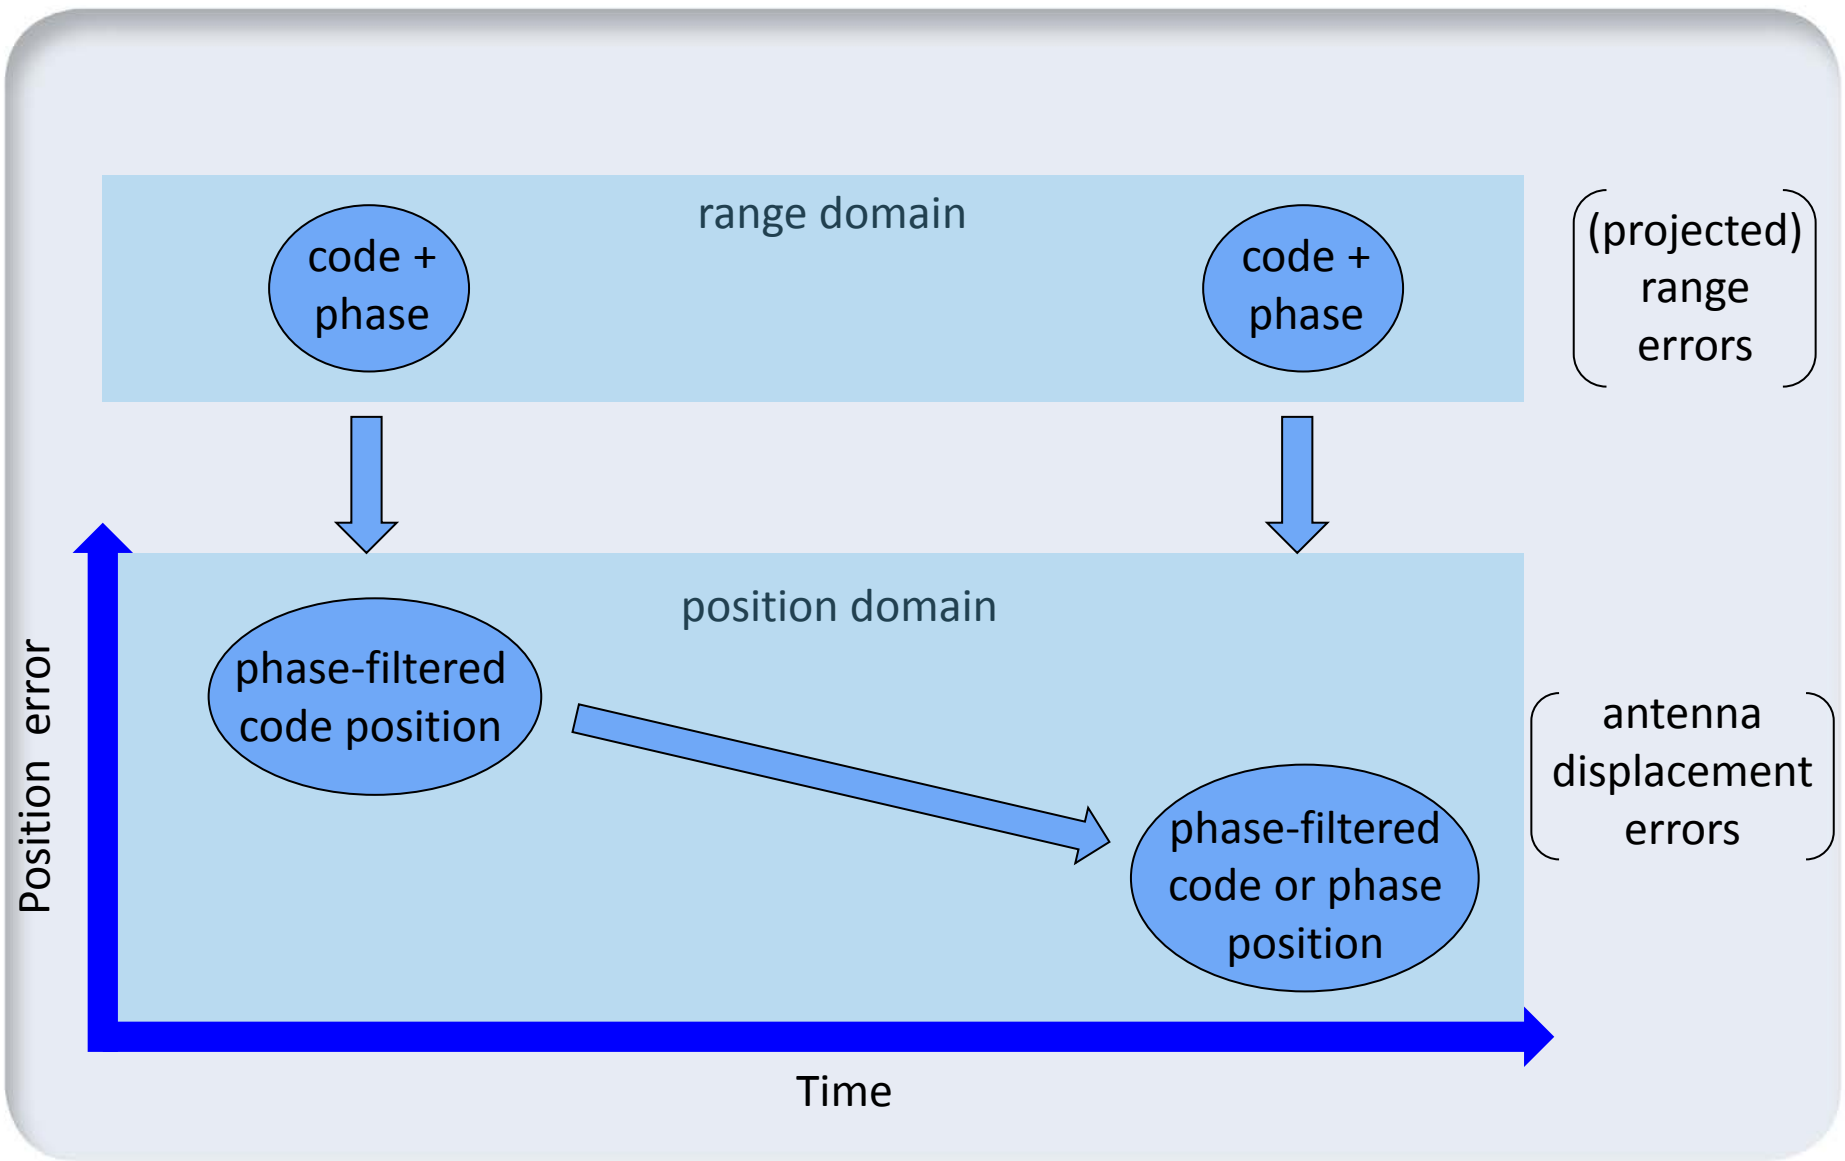 range domain
code +
phase
code +
phase
(projected)
range
errors
position domain
phase-filtered
code position
phase-filtered
code or phase
position
antenna
displacement
errors
Position error
Time